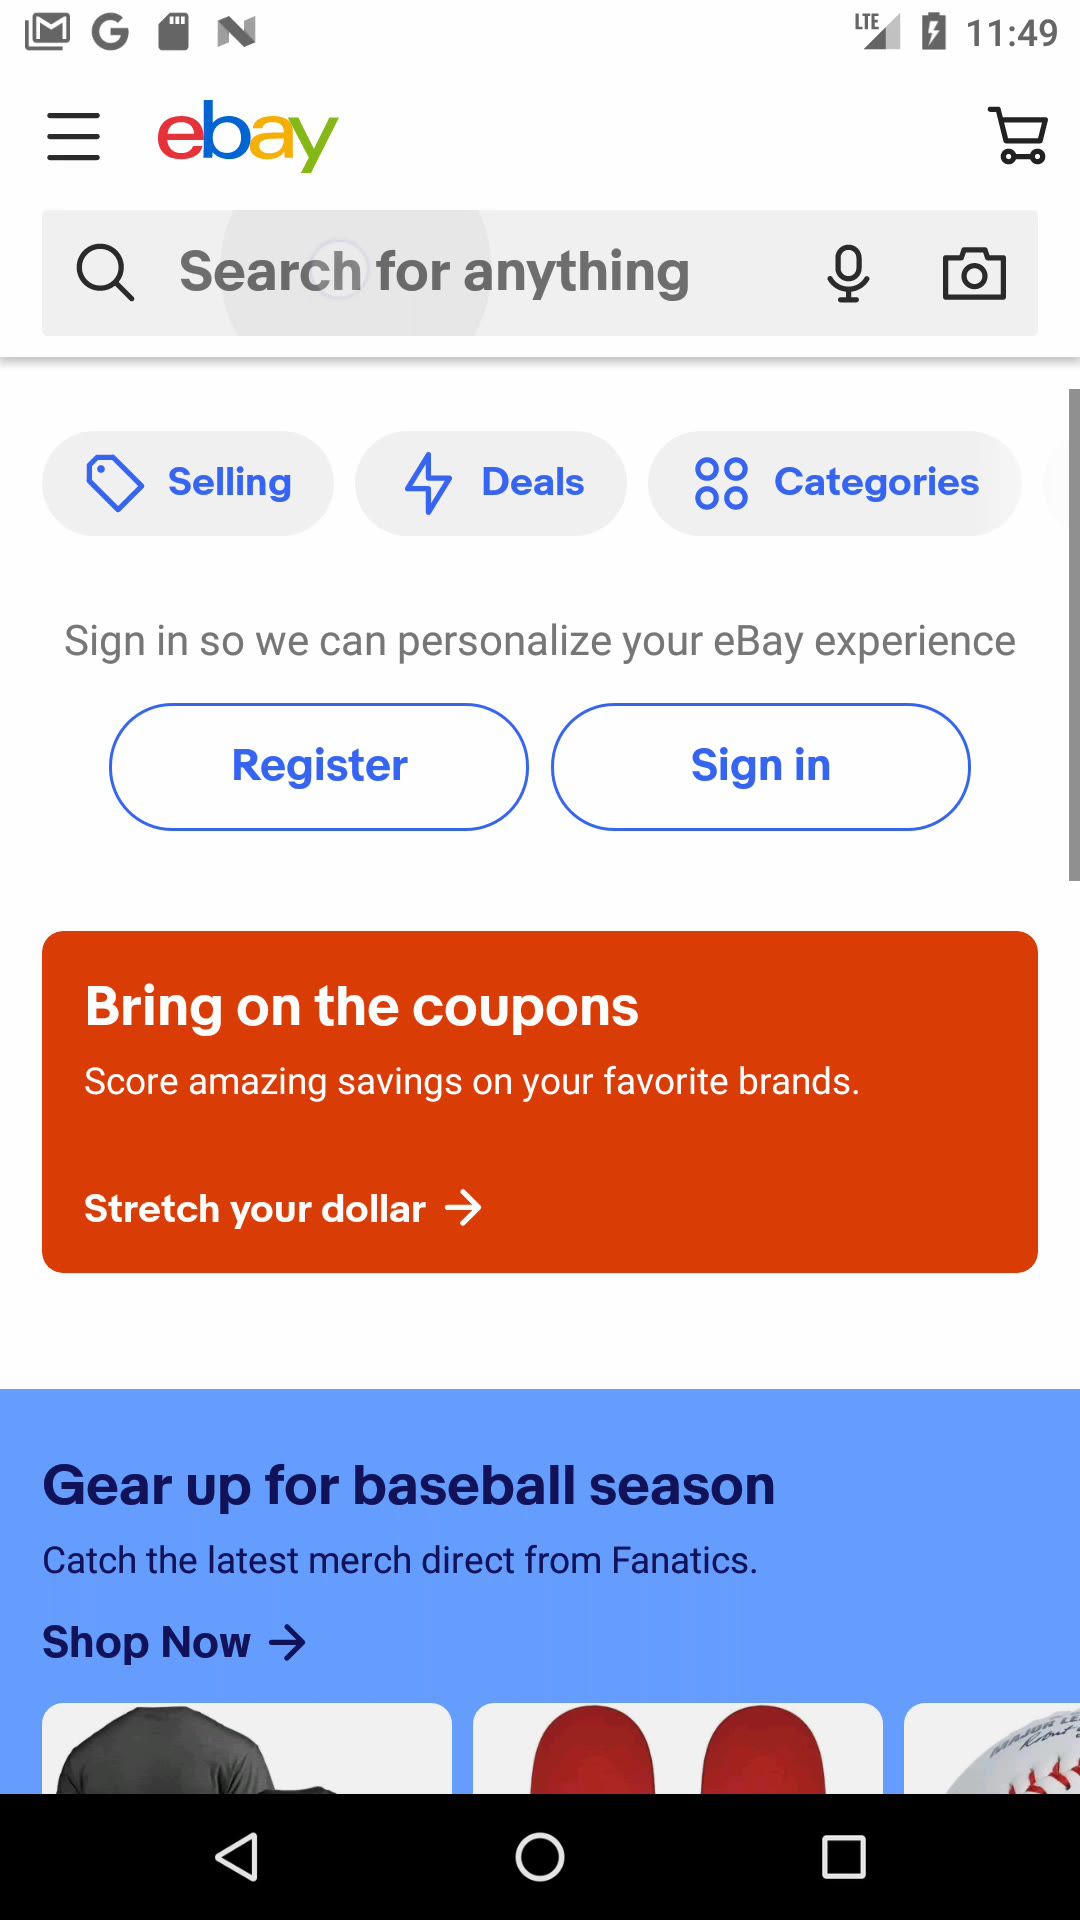 LTE 11:49
ebay
Search for anything
Selling Deals Categories
Sign in so we can personalize your eBay experience
Register Sign in
Bring on the coupons
Score amazing savings on your favorite brands.
Stretch your dollar
Gear up for baseball season
Catch the latest merch direct from Fanatics.
Shop Now